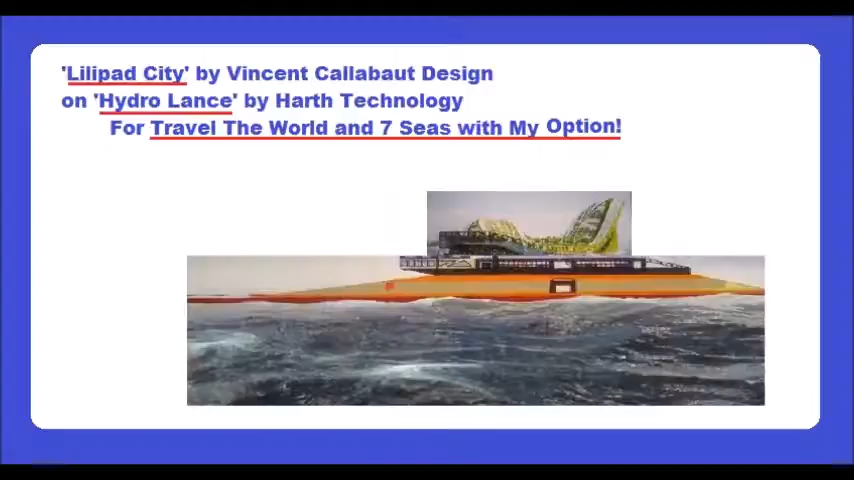 'Lilipad City' by Vincent Callabaut Design
on 'Hydro Lance' by Harth Technology
For Travel The World and 7 Seas with My Option!